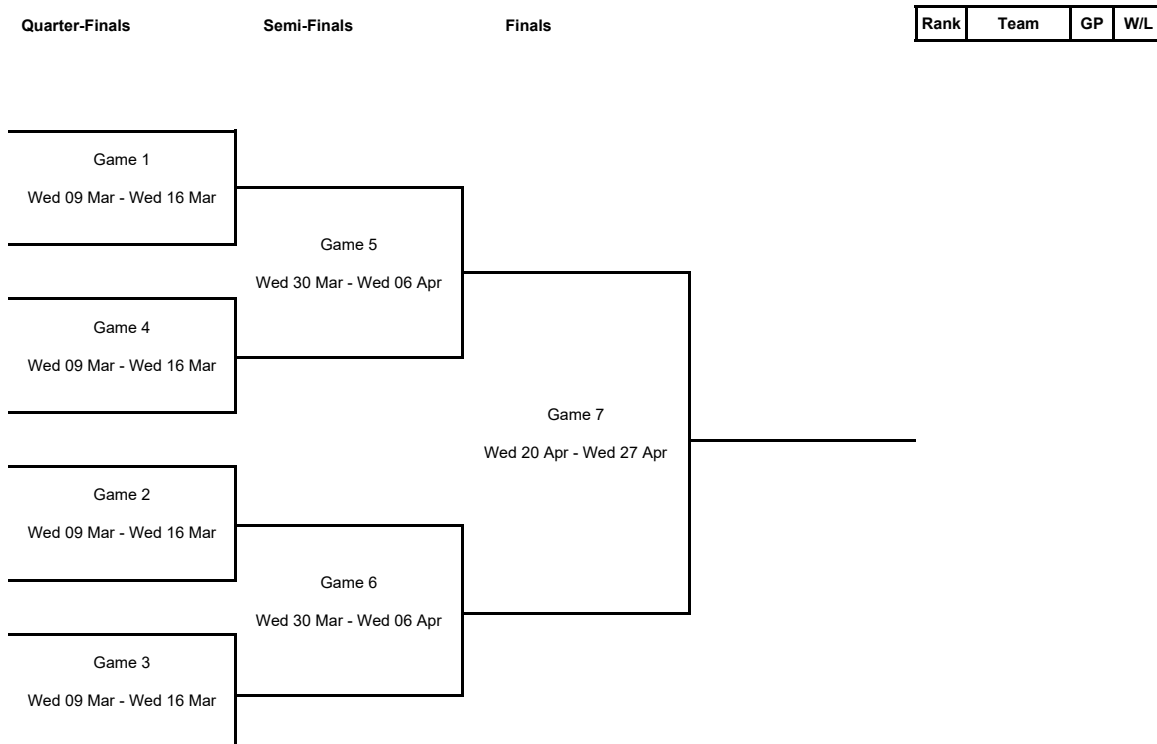 Quarter-Finals Semi-Finals Finals Rank Team GP W/L
Game 1
Wed 09 Mar - Wed 16 Mar
Game 5
Wed 30 Mar - Wed 06 Apr
Game 4
Wed 09 Mar - Wed 16 Mar
Game 7
Wed 20 Apr - Wed 27 Apr
Game 2
Wed 09 Mar - Wed 16 Mar
Game 6
Wed 30 Mar - Wed 06 Apr
Game 3
Wed 09 Mar - Wed 16 Mar